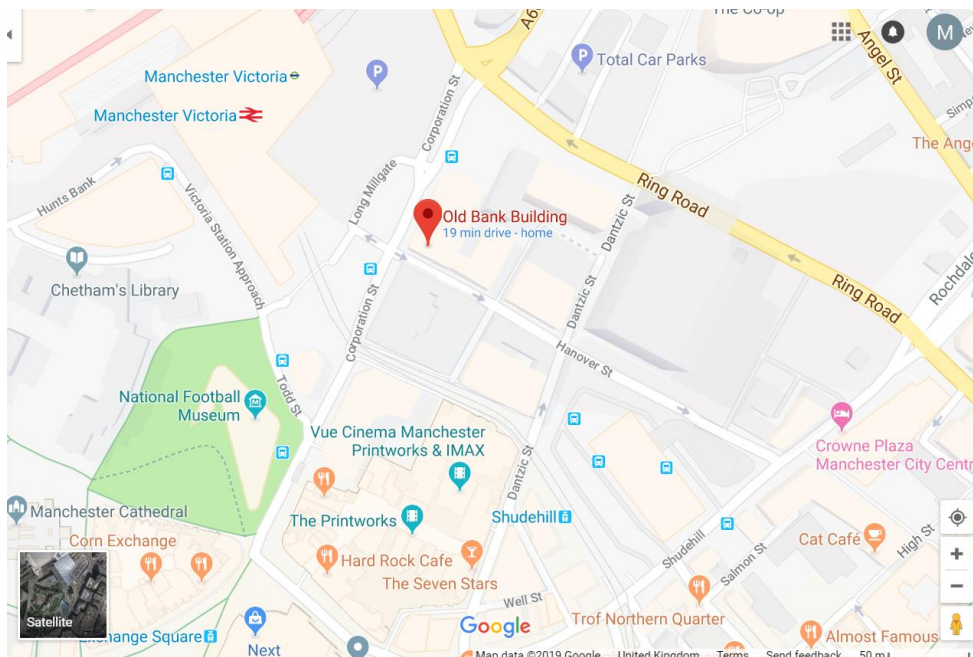 The Co-op
A6
M
Angel St
Total Car Parks
Manchester Victoria
Manchester Victoria
Corporation St
The Ange
Long Millgate
Ring Road
Hunts Bank
Victoria Station Approach
Old Bank Building
19 min drive - home
Dantzic St
Chetham's Library
Rochdale
Ring Road
Dantzic St
Corporation St
Hanover St
Todd St
National Football
Museum
Vue Cinema Manchester
Printworks & IMAX
Crowne Plaza
Manchester City Centr
Dantzic St
Manchester Cathedral
The Printworks
Shudehill
Corn Exchange
Cat Café
High St
Shudehill
Salmon St
Hard Rock Cafe
The Seven Stars
Well St
Trof Northern Quarter
Satellite
Exchange Square
Next
Google
Almost Famous
Map data ©2019 Google United Kingdom Terms Send feedback 50 m